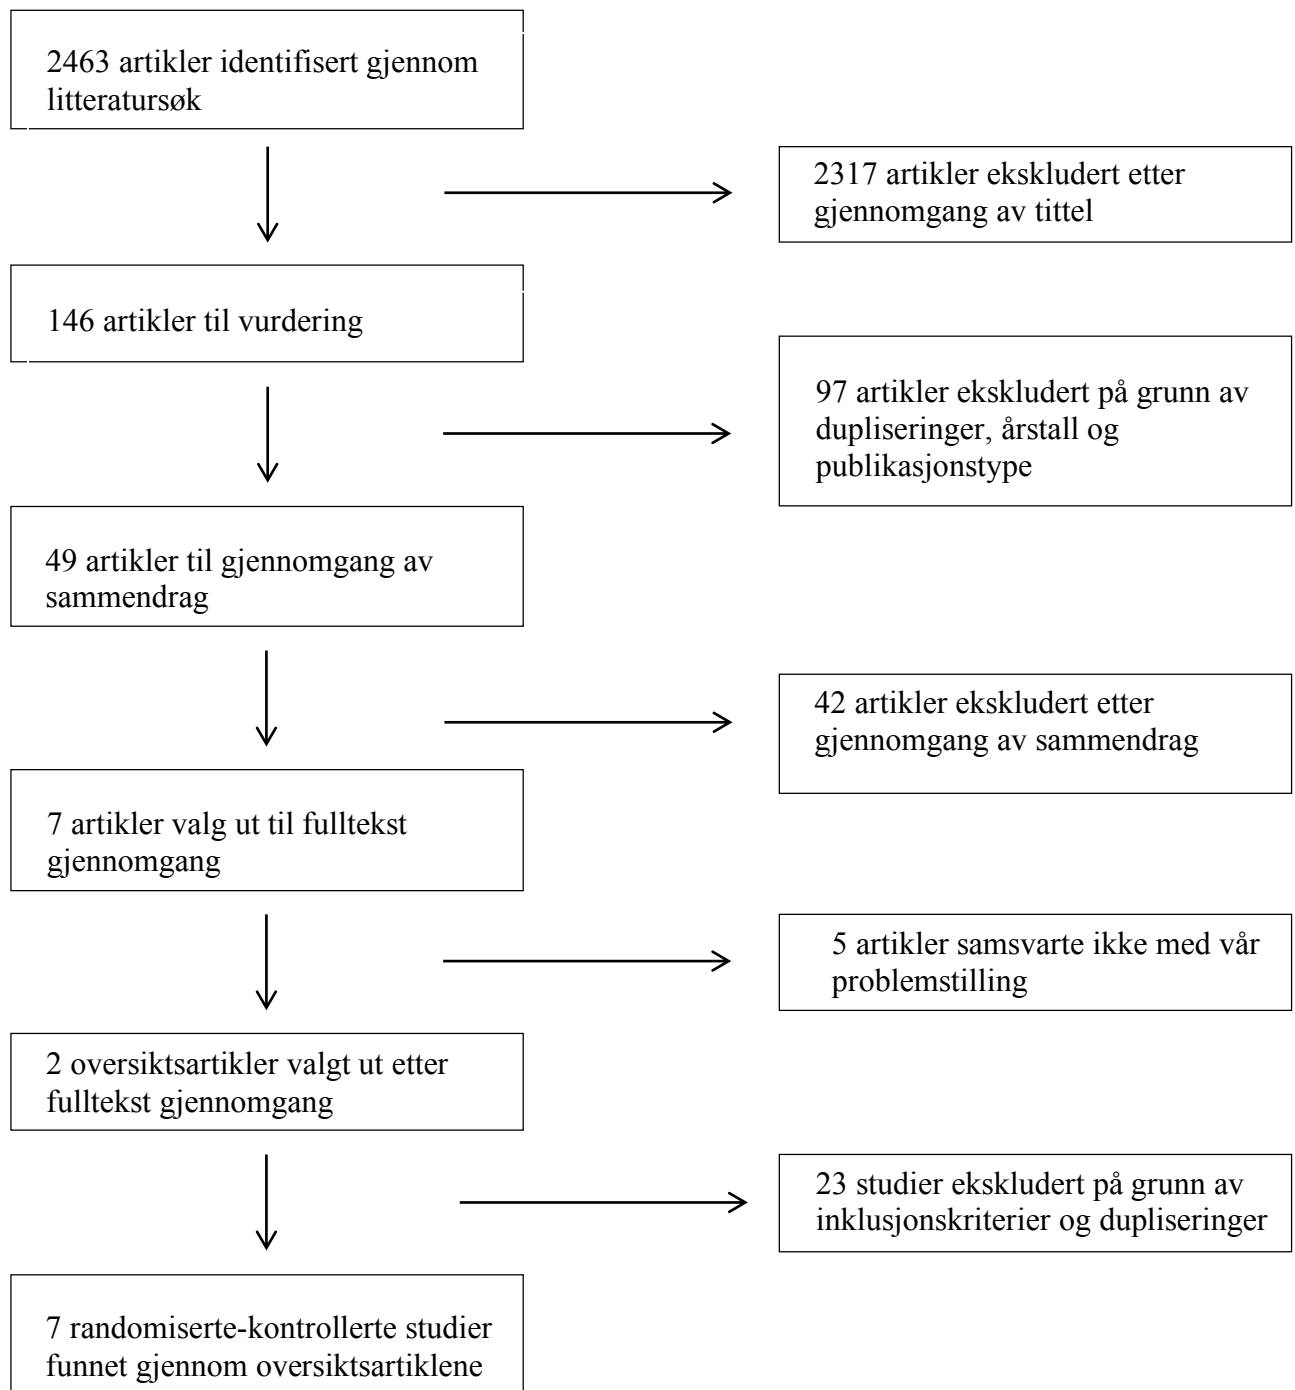 2463 artikler identifisert gjennom
litteratursøk
2317 artikler ekskludert etter
gjennomgang av tittel
146 artikler til vurdering
97 artikler ekskludert på grunn av
dupliseringer, årstall og
publikasjonstype
49 artikler til gjennomgang av
sammendrag
42 artikler ekskludert etter
gjennomgang av sammendrag
7 artikler valg ut til fulltekst
gjennomgang
5 artikler samsvarte ikke med vår
problemstilling
2 oversiktsartikler valgt ut etter
fulltekst gjennomgang
23 studier ekskludert på grunn av
inklusjonskriterier og dupliseringer
7 randomiserte-kontrollerte studier
funnet gjennom oversiktsartiklene